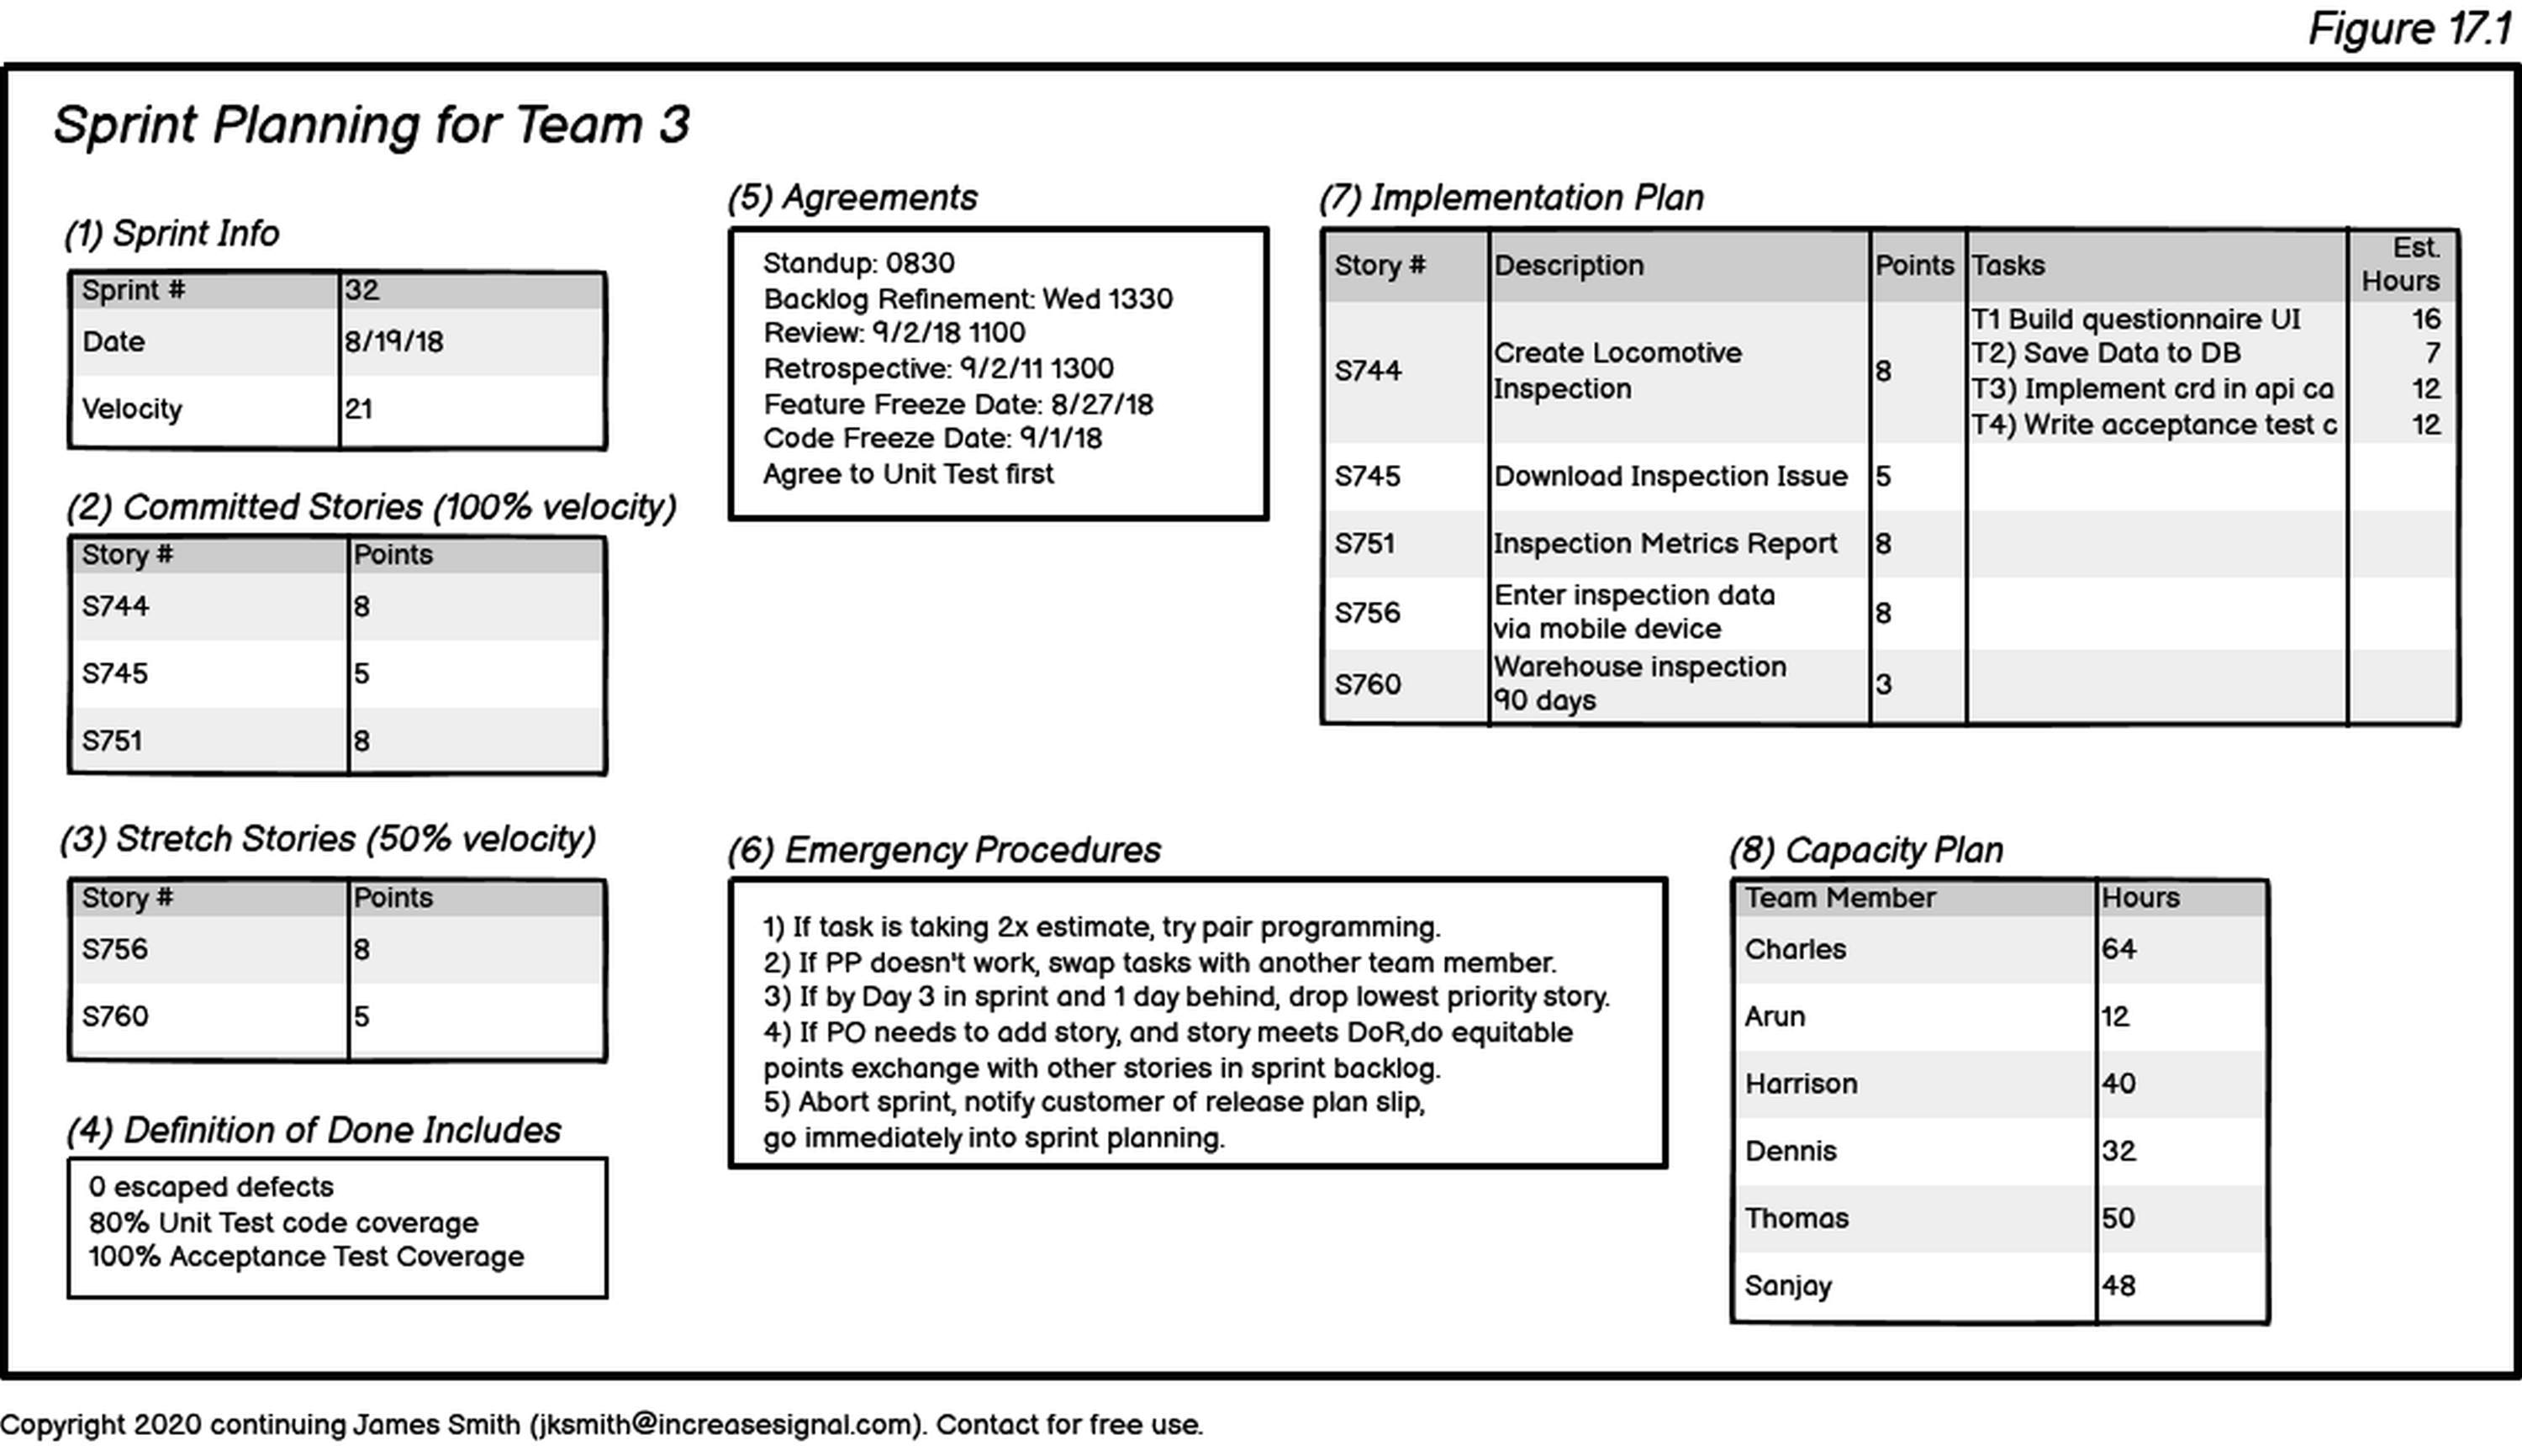 Figure 17.1
Sprint Planning for Team 3
(1) Sprint Info
Sprint # 32
Date 8/19/18
Velocity 21
(2) Committed Stories (100% velocity)
Story # Points
S744 8
S745 5
S751 8
(3) Stretch Stories (50% velocity)
Story # Points
S756 8
S760 5
(4) Definition of Done Includes
0 escaped defects
80% Unit Test code coverage
100% Acceptance Test Coverage
(5) Agreements
Standup: 0830
Backlog Refinement: Wed 1330
Review: 9/2/18 1100
Retrospective: 9/2/11 1300
Feature Freeze Date: 8/27/18
Code Freeze Date: 9/1/18
Agree to Unit Test first
(6) Emergency Procedures
1) If task is taking 2x estimate, try pair programming.
2) If PP doesn't work, swap tasks with another team member.
3) If by Day 3 in sprint and 1 day behind, drop lowest priority story.
4) If PO needs to add story, and story meets DoR,do equitable
points exchange with other stories in sprint backlog.
5) Abort sprint, notify customer of release plan slip,
go immediately into sprint planning.
(7) Implementation Plan
Story # Description Points Tasks Est.
Hours
S744 Create Locomotive
Inspection 8
T1 Build questionnaire UI 16
T2) Save Data to DB 7
T3) Implement crd in api ca 12
T4) Write acceptance test c 12
S745 Download Inspection Issue 5
S751 Inspection Metrics Report 8
S756 Enter inspection data
via mobile device 8
S760 Warehouse inspection
90 days 3
(8) Capacity Plan
Team Member Hours
Charles 64
Arun 12
Harrison 40
Dennis 32
Thomas 50
Sanjay 48
Copyright 2020 continuing James Smith (jksmith@increasesignal.com). Contact for free use.